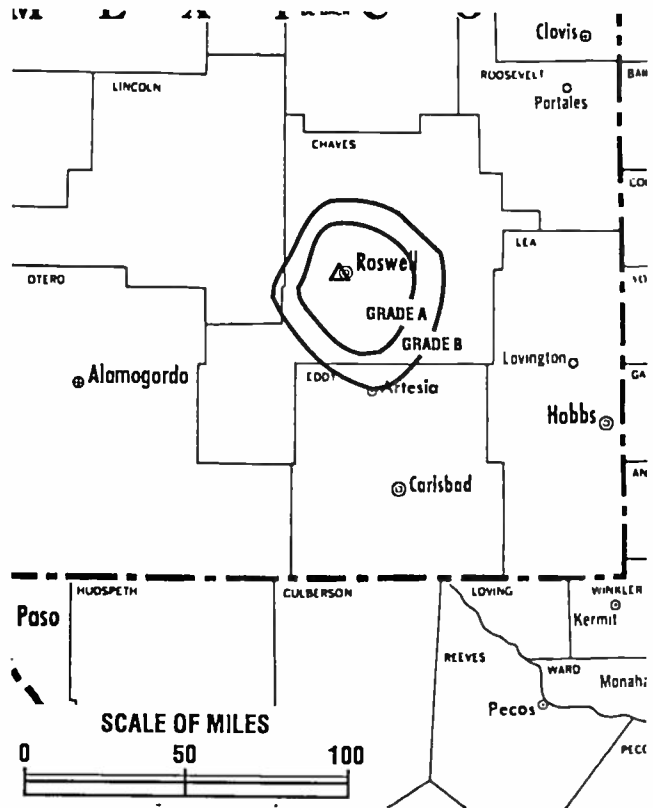 M E X I C O
Clovis
ROOSEVELT
LINCOLN
Portales
CHAVES
LEA
Roswell
OTERO
GRADE A
GRADE B
Lovington
EDDY
Alamogordo
Artesia
Hobbs
Carlsbad
HUDSPETH
CULBERSON
LOVING
WINKLER
Paso
Kermit
REEVES
WARD
Pecos
SCALE OF MILES
0 50 100